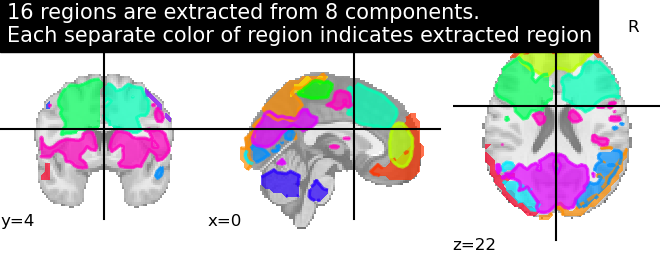 16 regions are extracted from 8 components.
Each separate color of region indicates extracted region
R
y=4
x=0
z=22